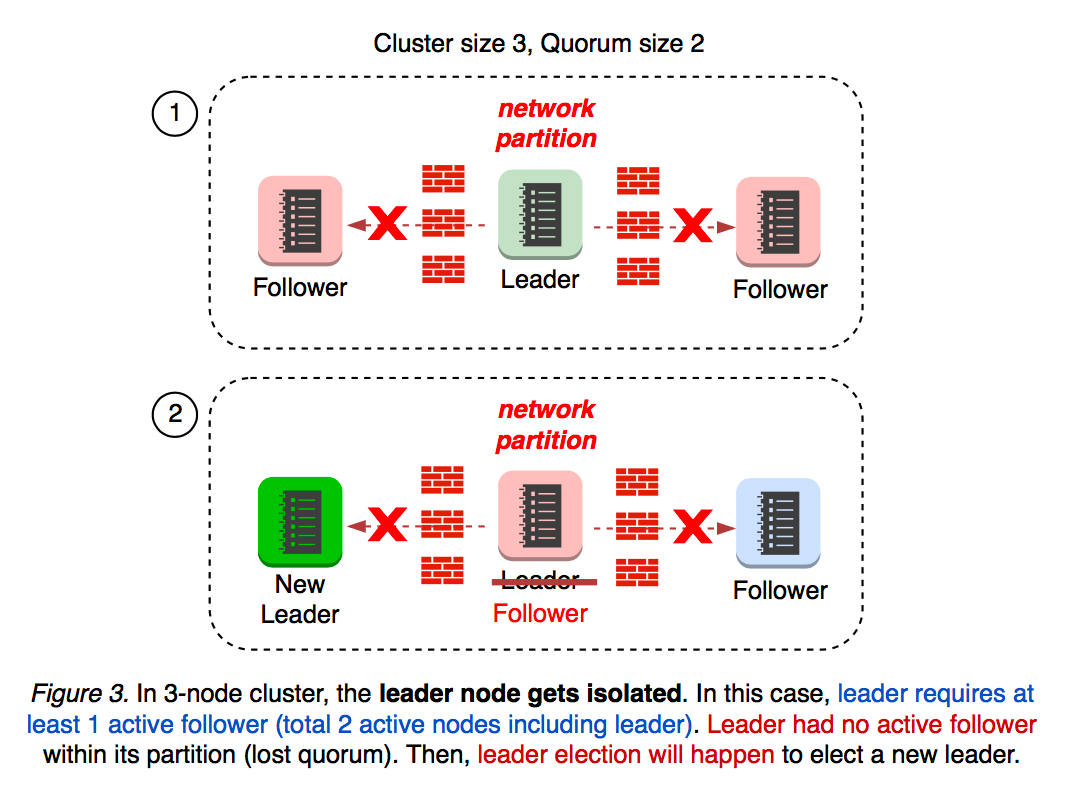 Cluster size 3, Quorum size 2
1
network
partition
Follower
Leader
Follower
2
network
partition
New
Leader
Leader
Follower
Follower
Figure 3. In 3-node cluster, the leader node gets isolated. In this case, leader requires at
least 1 active follower (total 2 active nodes including leader). Leader had no active follower
within its partition (lost quorum). Then, leader election will happen to elect a new leader.